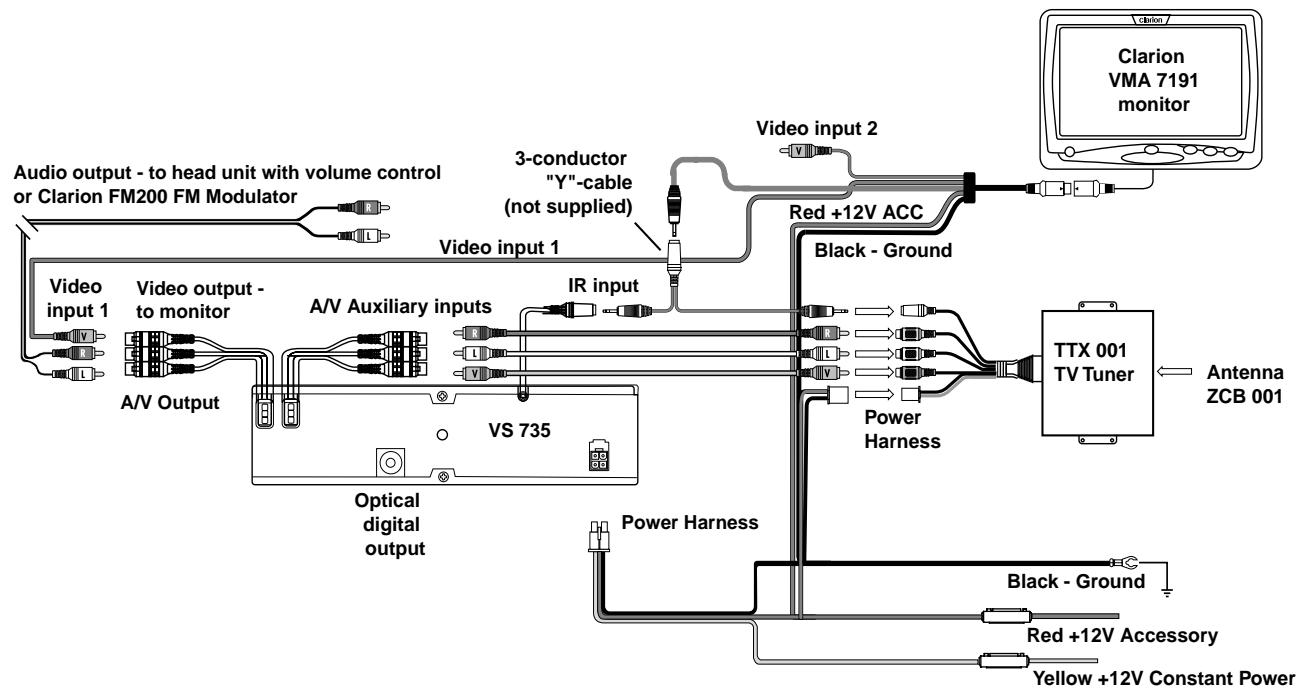 clarion
Clarion
VMA 7191
monitor
Video input 2
V
3-conductor
"Y"-cable
(not supplied)
Audio output - to head unit with volume control
or Clarion FM200 FM Modulator
R
L
Red +12V ACC
Black - Ground
Video input 1
IR input
Video
input 1
Video output -
to monitor
A/V Auxiliary inputs
V
R
L
R
L
V
R
L
V
TTX 001
TV Tuner
Antenna
ZCB 001
A/V Output
VS 735
Power
Harness
Optical
digital
output
Power Harness
Black - Ground
Red +12V Accessory
Yellow +12V Constant Power